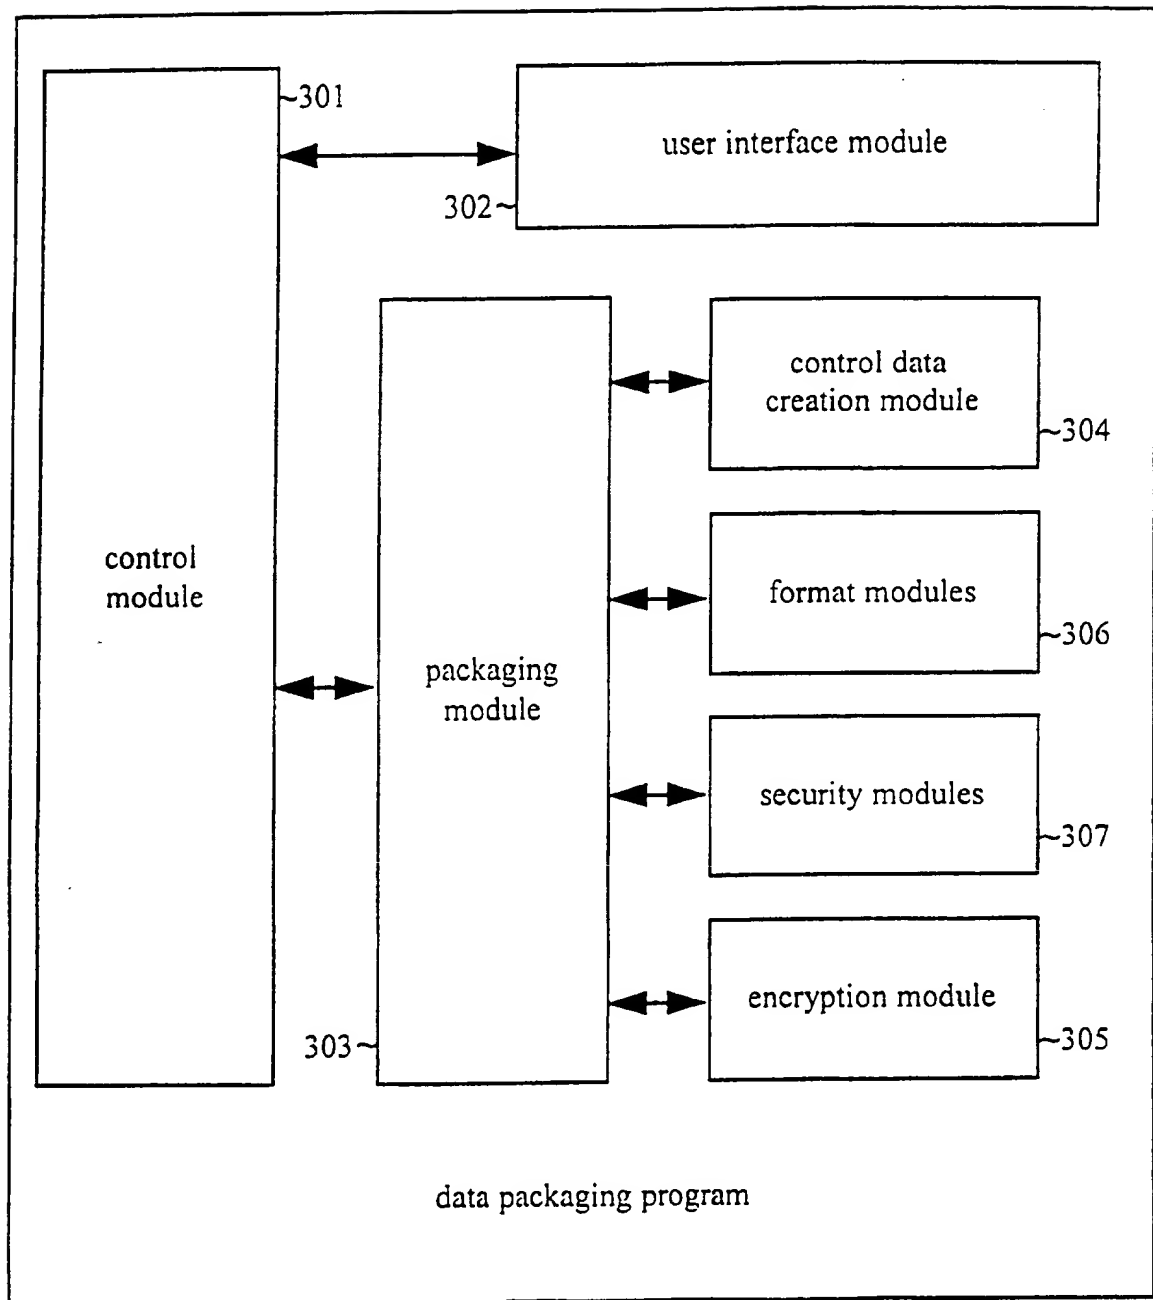 301
user interface module
302
control data
creation module
304
control
module
format modules
306
packaging
module
security modules
307
encryption module
303
305
data packaging program